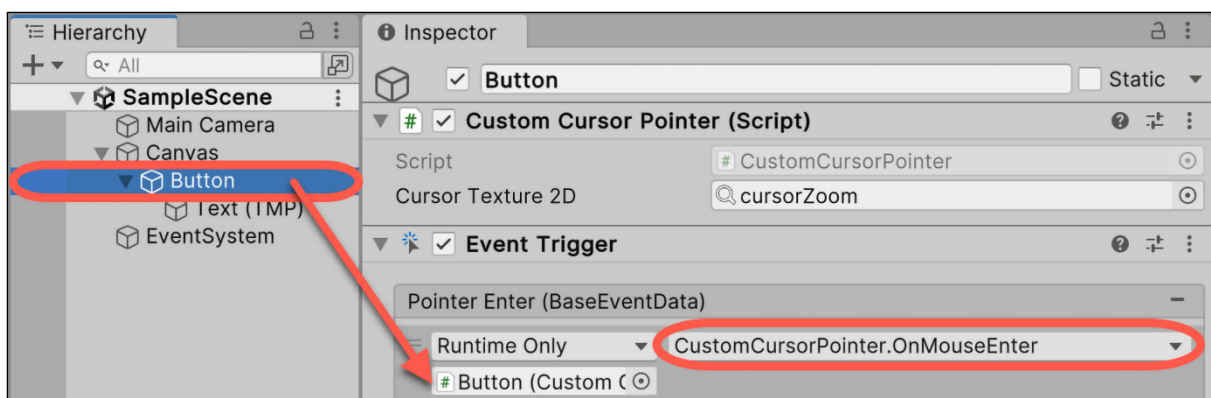 Hierarchy
All
SampleScene
Main Camera
Canvas
Button
Text (TMP)
EventSystem
Inspector
Button Static
# Custom Cursor Pointer (Script)
Script # CustomCursorPointer
Cursor Texture 2D cursorZoom
Event Trigger
Pointer Enter (BaseEventData)
Runtime Only CustomCursorPointer.OnMouseEnter
# Button (Custom C